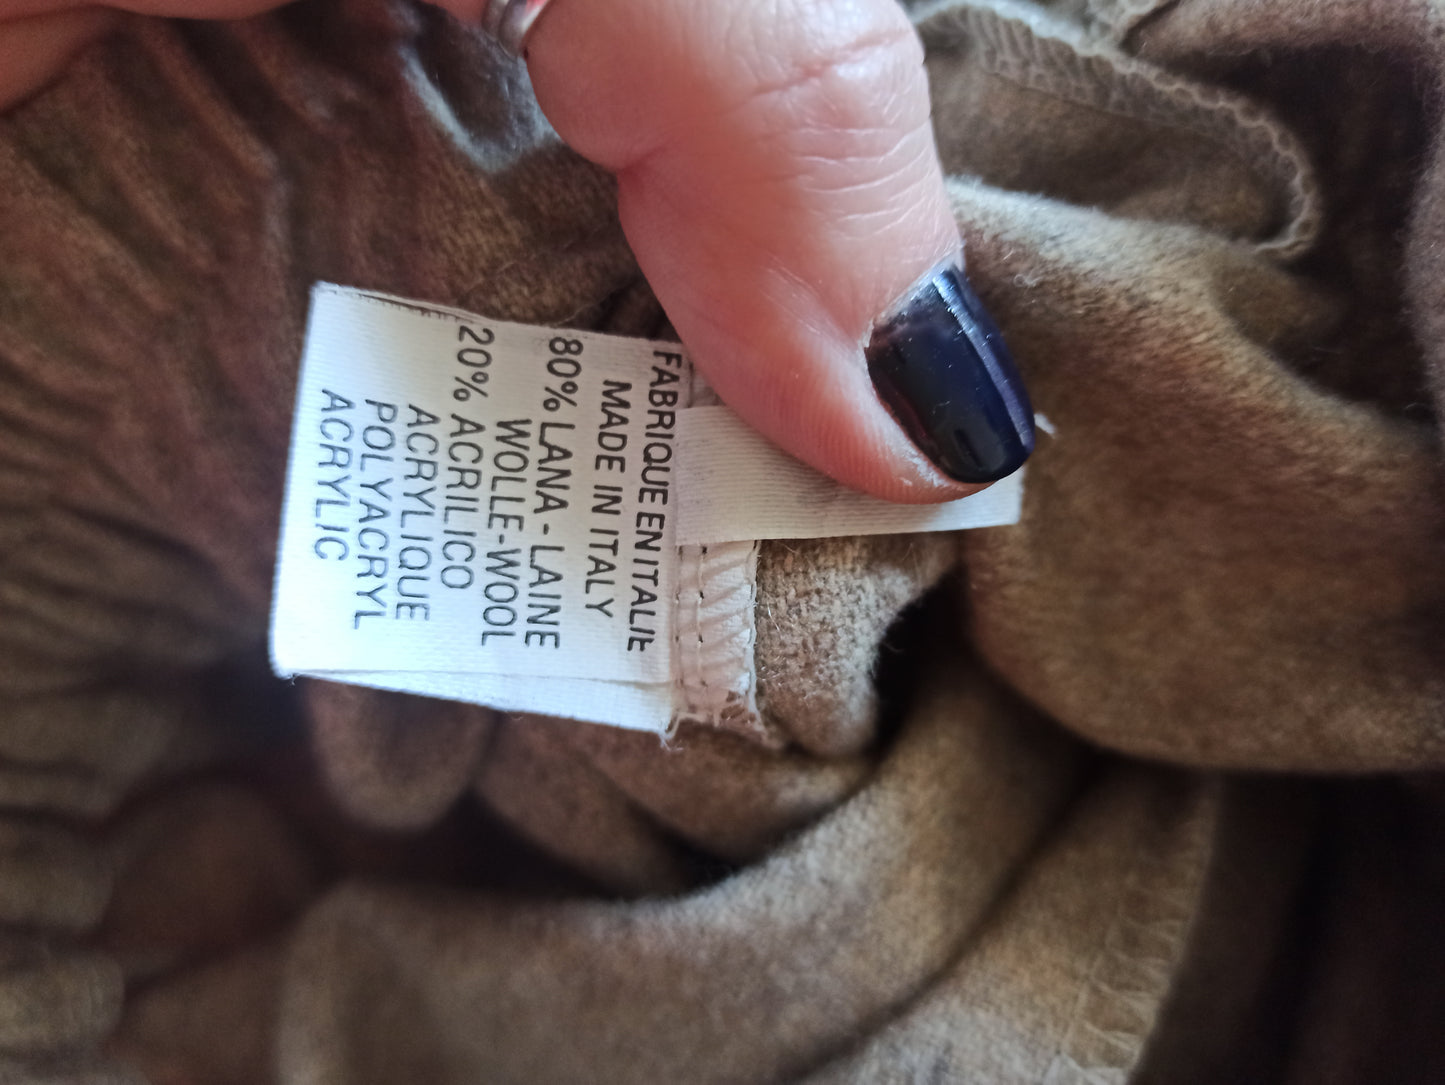 FABRIQUE EN ITALIE
MADE IN ITALY
80% LANA - LAINE
WOLLE - WOOL
20% ACRILICO
ACRYLIQUE
POLYACRYL
ACRYLIC